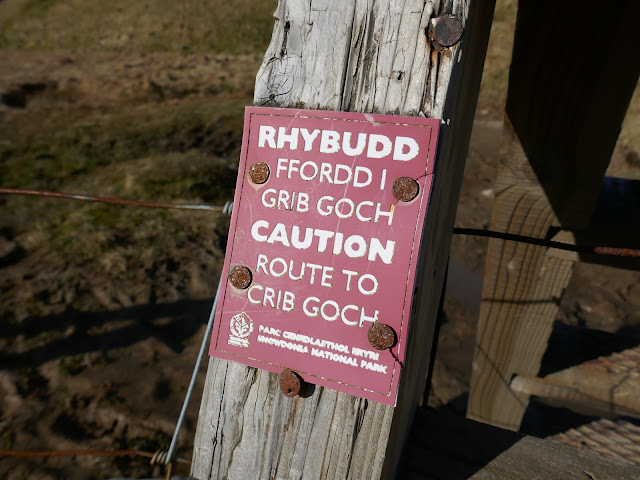 RHYBUDD
FFORDD I
GRIB GOCH
CAUTION
ROUTE TO
CRIB GOCH
PARC CENEDLAETHOL ERYRI
SNOWDONIA NATIONAL PARK